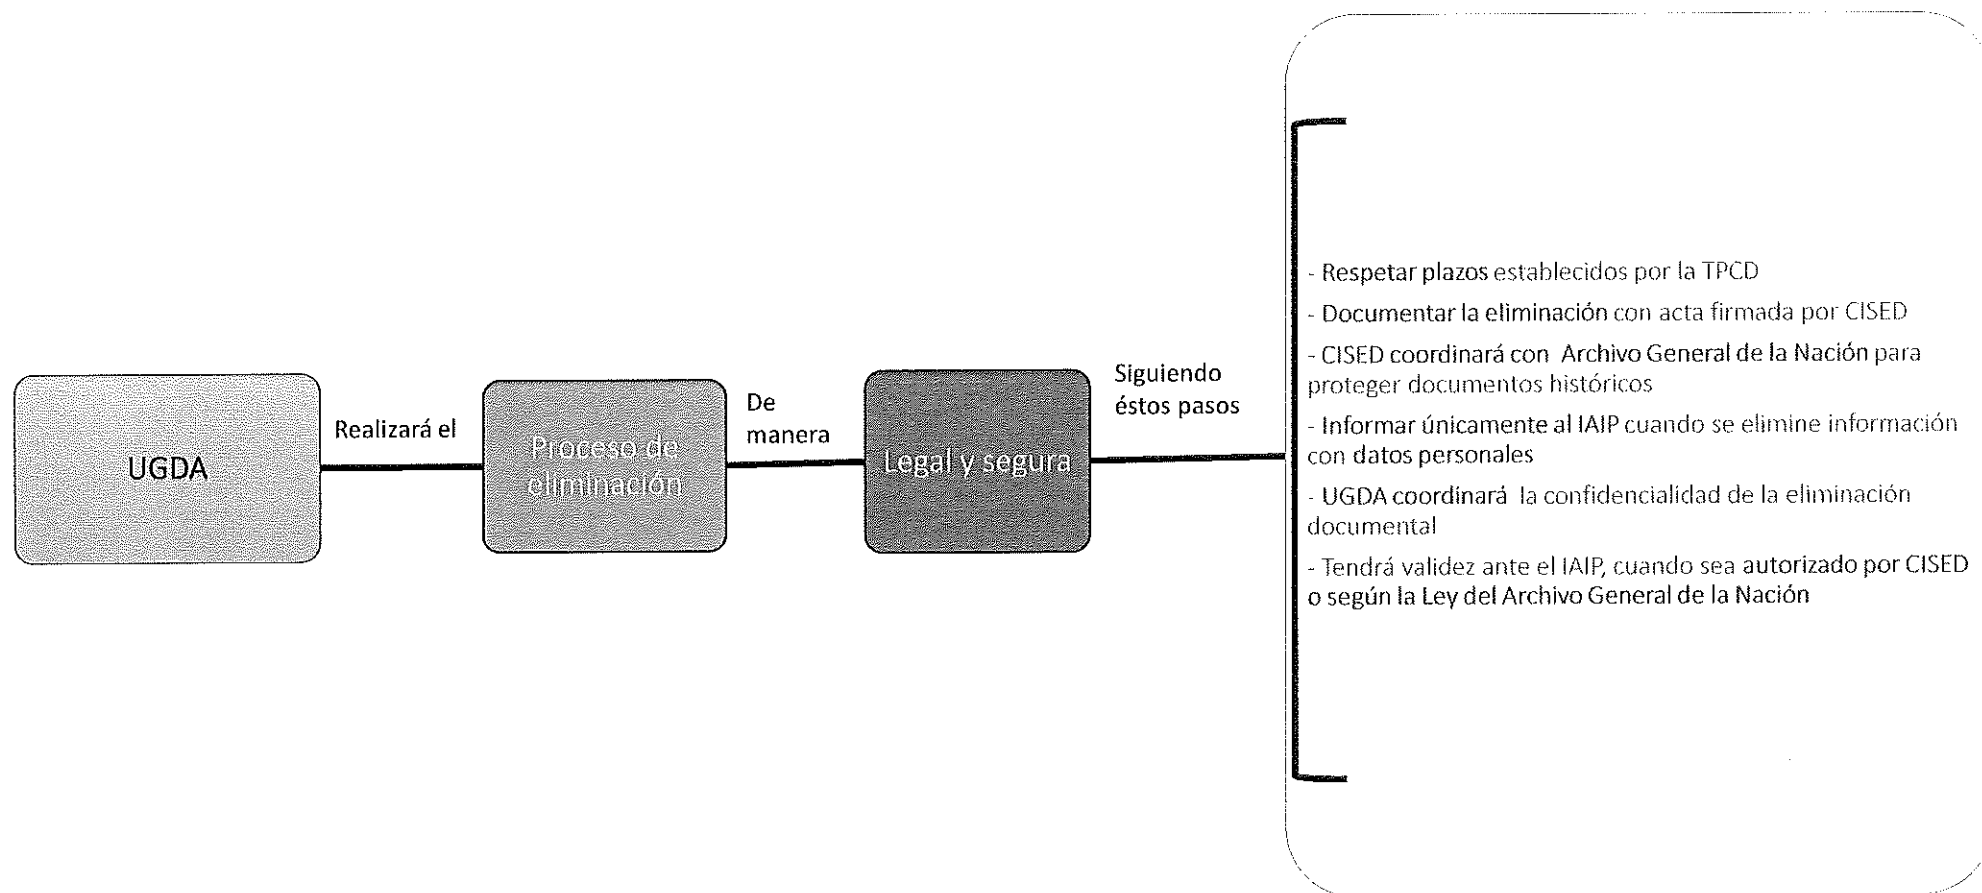 UGDA
Realizará el
Proceso de
eliminación
De
manera
Legal y segura
Siguiendo
éstos pasos
- Respetar plazos establecidos por la TPCD
- Documentar la eliminación con acta firmada por CISED
- CISED coordinará con Archivo General de la Nación para
proteger documentos históricos
- Informar únicamente al IAIP cuando se elimine información
con datos personales
- UGDA coordinará la confidencialidad de la eliminación
documental
- Tendrá validez ante el IAIP, cuando sea autorizado por CISED
o según la Ley del Archivo General de la Nación